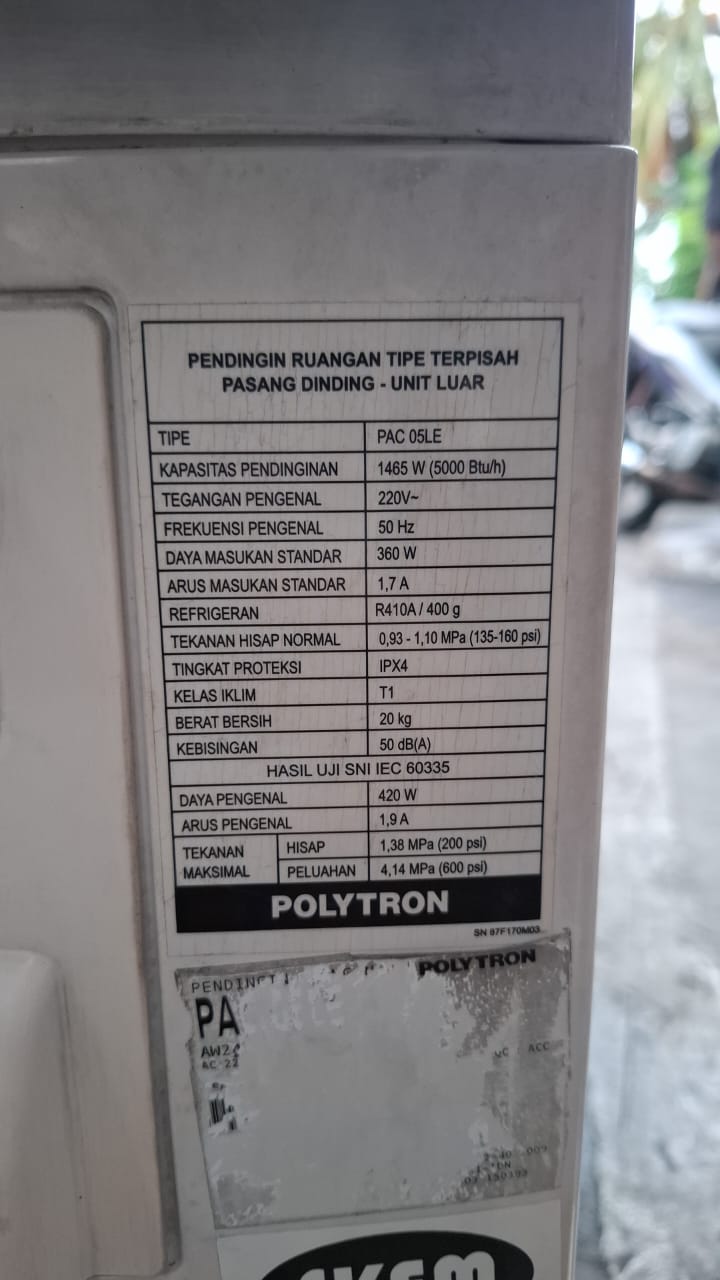 PENDINGIN RUANGAN TIPE TERPISAH
PASANG DINDING - UNIT LUAR
TIPE PAC 05LE
KAPASITAS PENDINGINAN 1465 W (5000 Btu/h)
TEGANGAN PENGENAL 220V~
FREKUENSI PENGENAL 50 Hz
DAYA MASUKAN STANDAR 360 W
ARUS MASUKAN STANDAR 1,7 A
REFRIGERAN R410A / 400 g
TEKANAN HISAP NORMAL 0,93 - 1,10 MPa (135-160 psi)
TINGKAT PROTEKSI IPX4
KELAS IKLIM T1
BERAT BERSIH 20 kg
KEBISINGAN 50 dB(A)
HASIL UJI SNI IEC 60335
DAYA PENGENAL 420 W
ARUS PENGENAL 1,9 A
TEKANAN MAKSIMAL HISAP 1,38 MPa (200 psi)
PELUAHAN 4,14 MPa (600 psi)
POLYTRON
SN 97F170M03
POLYTRON
PA
ACC